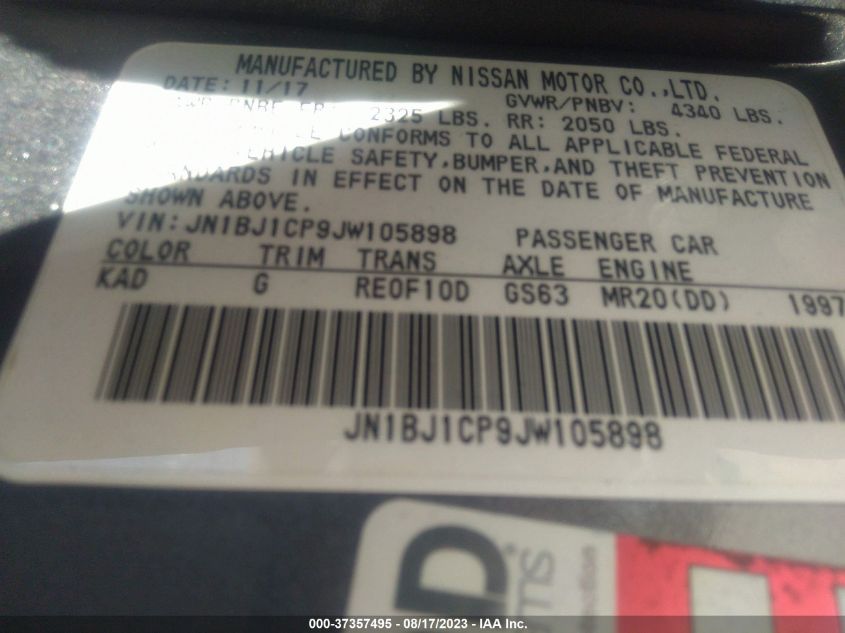 MANUFACTURED BY NISSAN MOTOR CO.,LTD.
DATE: 11/17 GVWR/PNBV: 4340 LBS.
FR: 2325 LBS. RR: 2050 LBS.
CONFORMS TO ALL APPLICABLE FEDERAL
VEHICLE SAFETY,BUMPER,AND THEFT PREVENTION
STANDARDS IN EFFECT ON THE DATE OF MANUFACTURE
SHOWN ABOVE.
VIN:JN1BJ1CP9JW105898 PASSENGER CAR
COLOR TRIM TRANS AXLE ENGINE
KAD G RE0F10D GS63 MR20(DD) 1997
JN1BJ1CP9JW105898
000-37357495 - 08/17/2023 - IAA Inc.